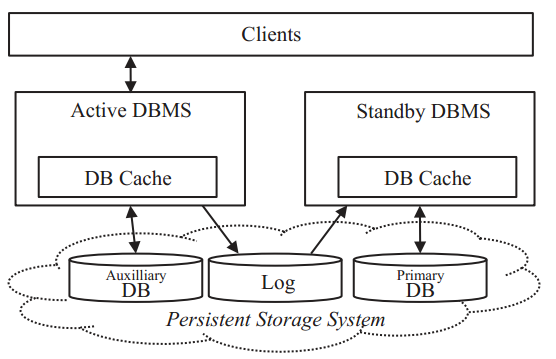 Clients
Active DBMS
Standby DBMS
DB Cache
DB Cache
Auxilliary
DB
Log
Primary
DB
Persistent Storage System